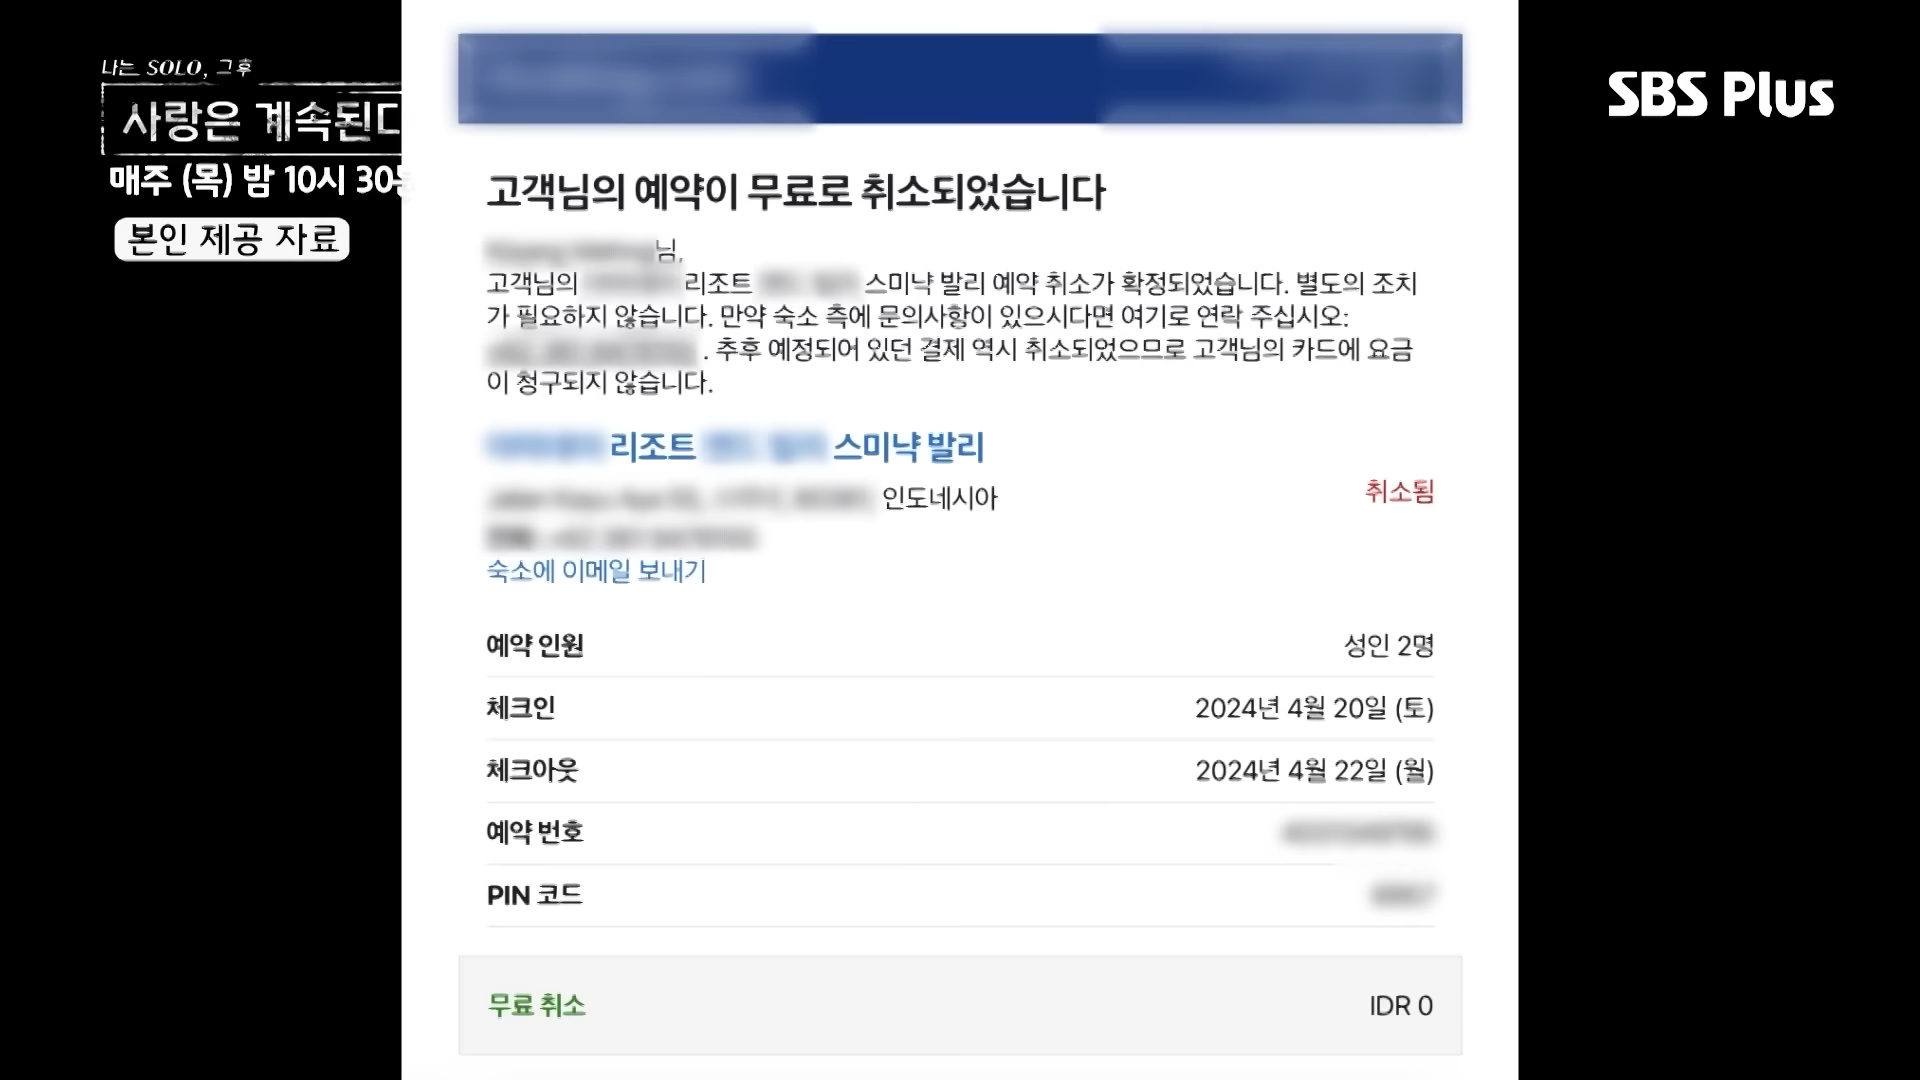 나는 SOLO, 그 후
사랑은 계속된다
매주 (목) 밤 10시 30분
본인 제공 자료
SBS Plus
고객님의 예약이 무료로 취소되었습니다
님,
고객님의 리조트 스미냑 발리 예약 취소가 확정되었습니다. 별도의 조치
가 필요하지 않습니다. 만약 숙소 측에 문의사항이 있으시다면 여기로 연락 주십시오:
. 추후 예정되어 있던 결제 역시 취소되었으므로 고객님의 카드에 요금
이 청구되지 않습니다.
리조트 스미냑 발리
인도네시아
취소됨
숙소에 이메일 보내기
예약 인원 성인 2명
체크인 2024년 4월 20일 (토)
체크아웃 2024년 4월 22일 (월)
예약 번호
PIN 코드
무료 취소 IDR 0